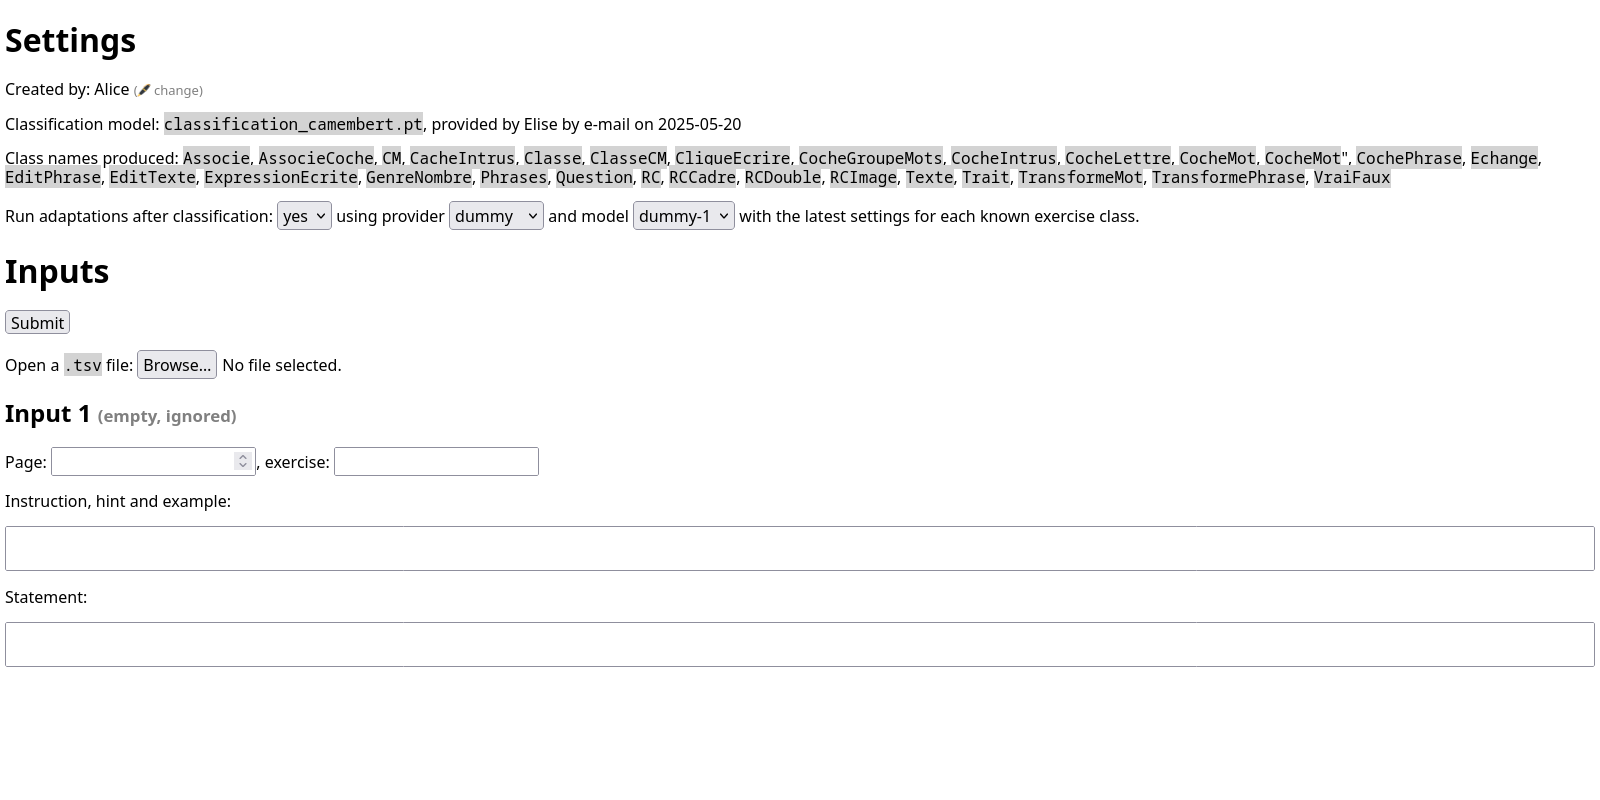 Settings
Created by: Alice (🖋 change)
Classification model: classification_camembert.pt, provided by Elise by e-mail on 2025-05-20
Class names produced: Associe, AssocieCoche, CM, CacheIntrus, Classe, ClasseCM, CliqueEcrire, CocheGroupeMots, CocheIntrus, CocheLettre, CocheMot, CocheMot", CochePhrase, Echange,
EditPhrase, EditTexte, ExpressionEcrite, GenreNombre, Phrases, Question, RC, RCCadre, RCDouble, RCImage, Texte, Trait, TransformeMot, TransformePhrase, VraiFaux
Run adaptations after classification: yes using provider dummy and model dummy-1 with the latest settings for each known exercise class.
Inputs
Submit
Open a .tsv file: Browse... No file selected.
Input 1 (empty, ignored)
Page: , exercise:
Instruction, hint and example:
Statement: